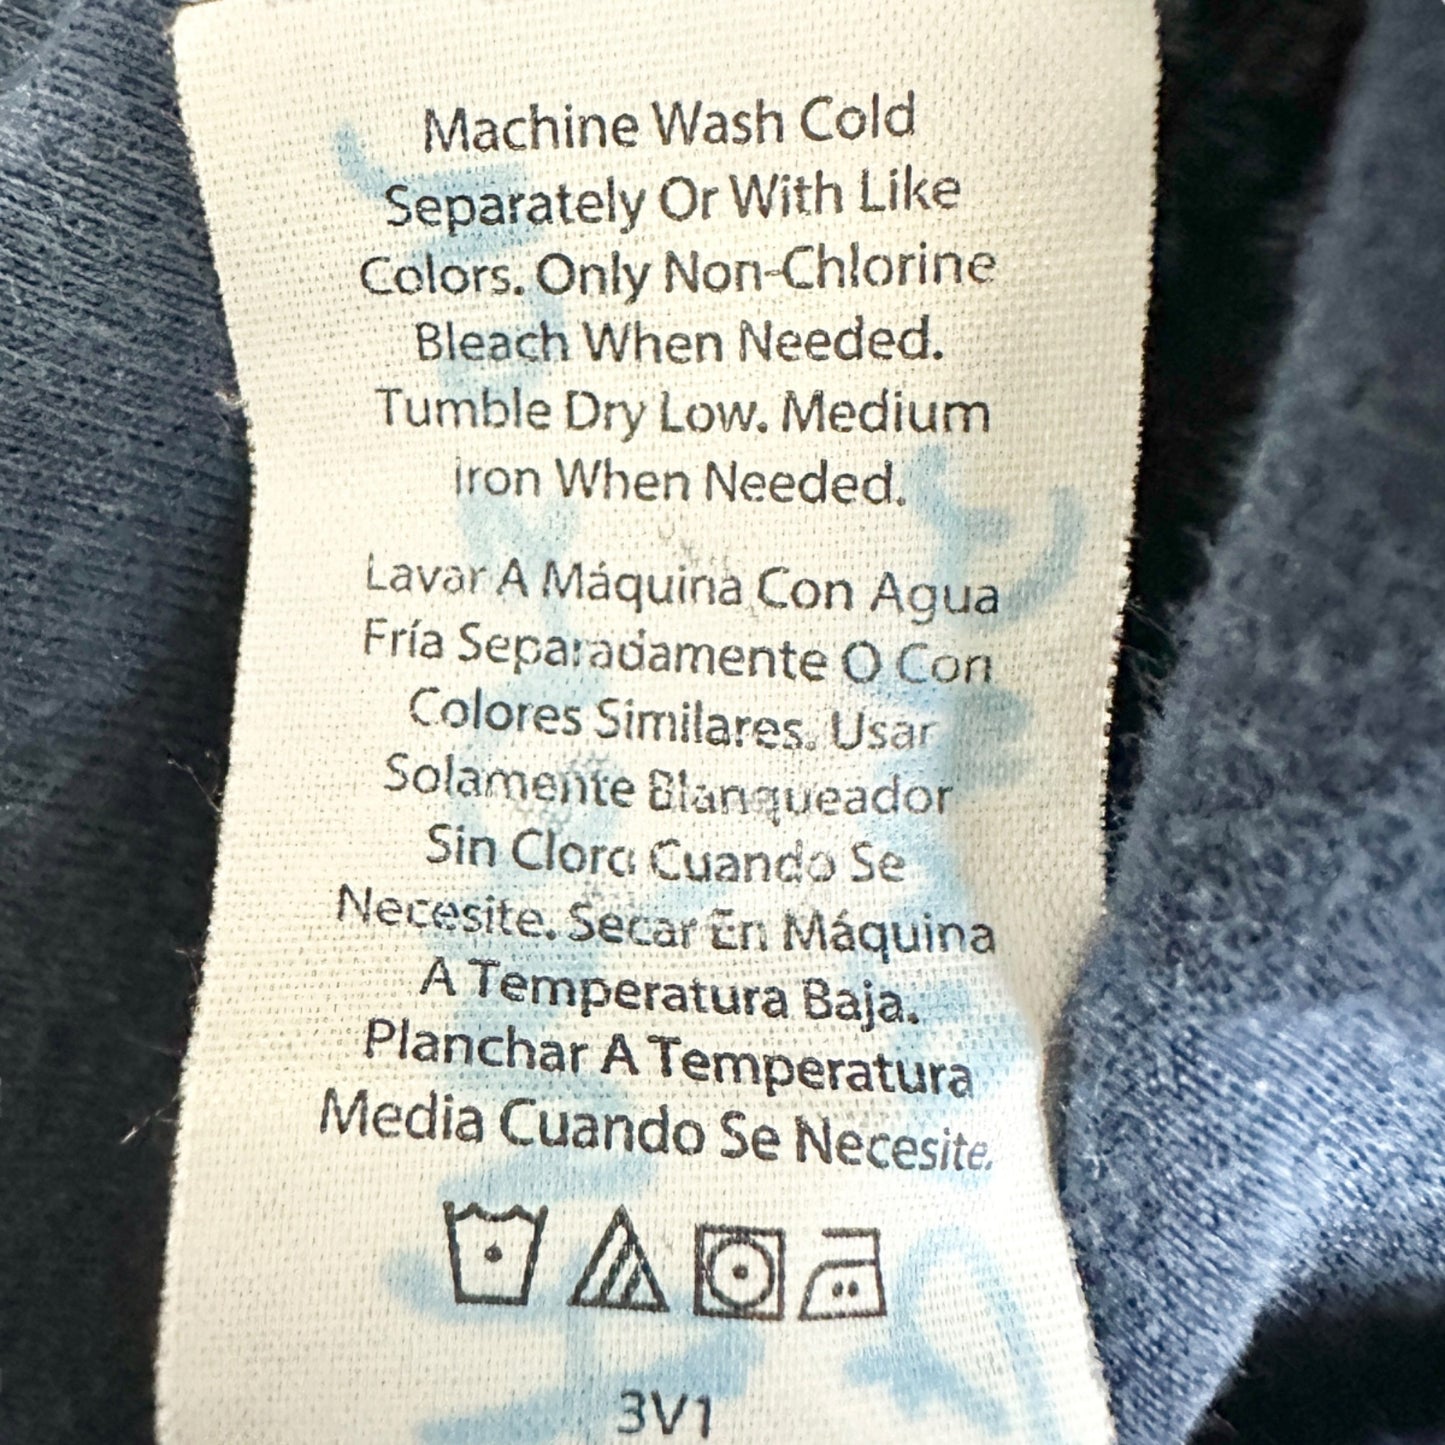 Machine Wash Cold
Separately Or With Like
Colors. Only Non-Chlorine
Bleach When Needed.
Tumble Dry Low. Medium
Iron When Needed.
Lavar A Máquina Con Agua
Fría Separadamente O Con
Colores Similares. Usar
Solamente Blanqueador
Sin Cloro Cuando Se
Necesite. Secar En Máquina
A Temperatura Baja.
Planchar A Temperatura
Media Cuando Se Necesite.
3V1